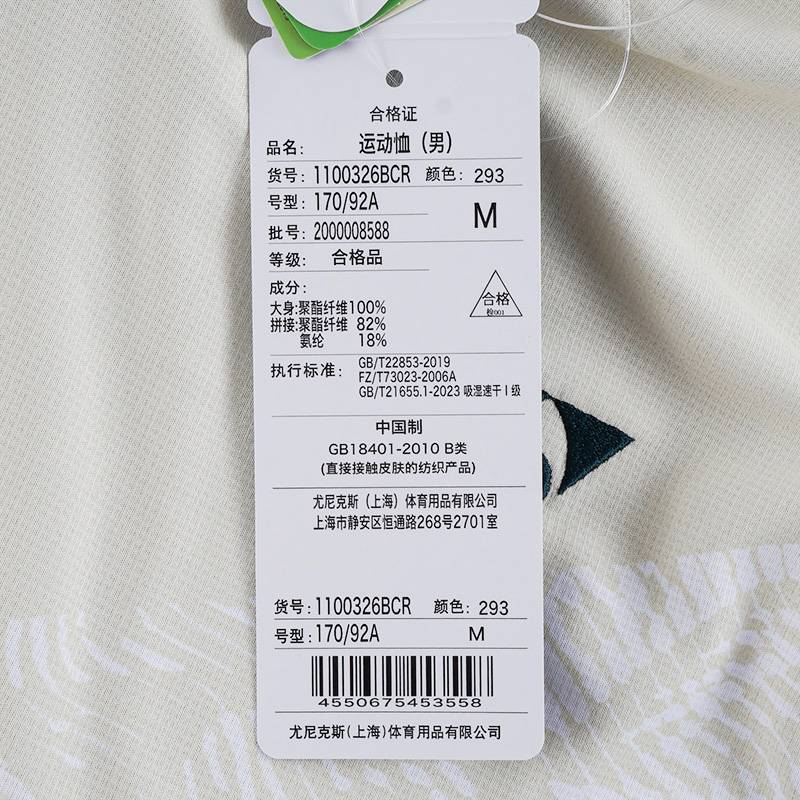 合格证
品名: 运动恤（男）
货号: 1100326BCR 颜色: 293
号型: 170/92A
M
批号: 2000008588
等级: 合格品
成分:
合格
检001
大身:聚酯纤维100%
拼接:聚酯纤维 82%
氨纶 18%
执行标准: GB/T22853-2019
FZ/T73023-2006A
GB/T21655.1-2023 吸湿速干Ⅰ级
中国制
GB18401-2010 B类
(直接接触皮肤的纺织产品)
尤尼克斯（上海）体育用品有限公司
上海市静安区恒通路268号2701室
货号: 1100326BCR 颜色: 293
号型: 170/92A M
4550675453558
尤尼克斯(上海)体育用品有限公司